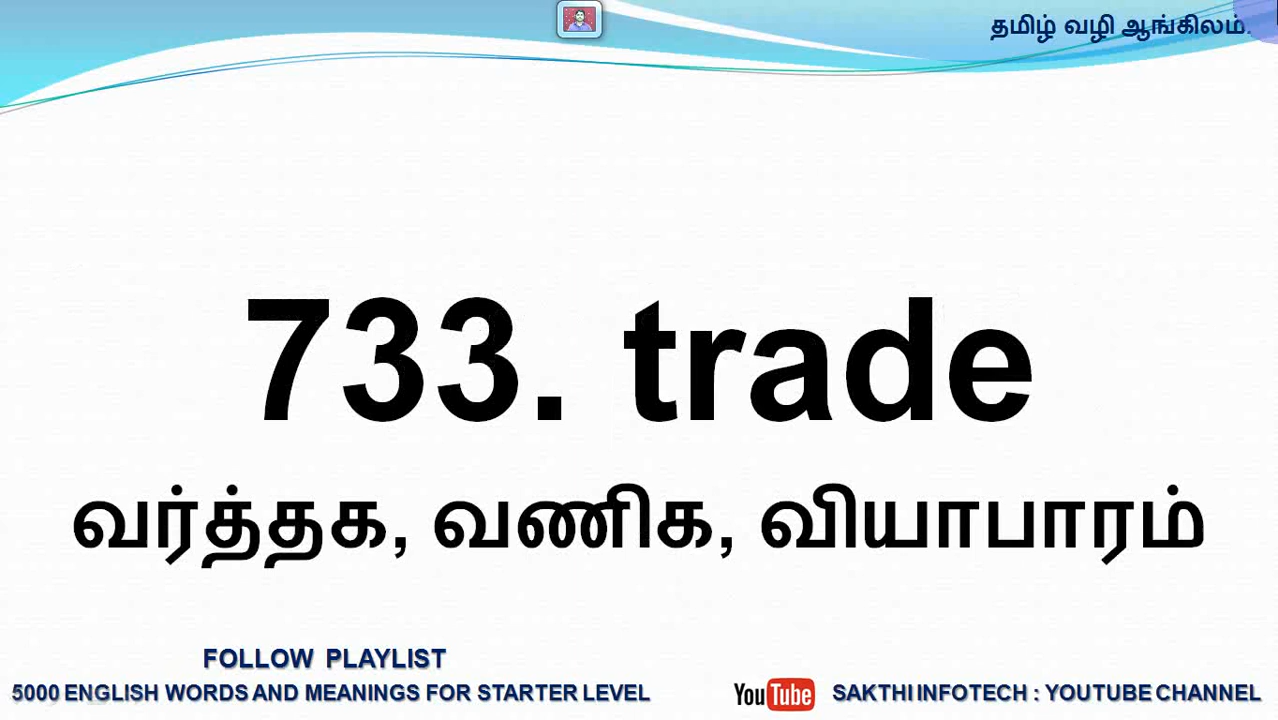 தமிழ் வழி ஆங்கிலம்.
733. trade
வர்த்தக, வணிக, வியாபாரம்
FOLLOW PLAYLIST
5000 ENGLISH WORDS AND MEANINGS FOR STARTER LEVEL
YouTube SAKTHI INFOTECH : YOUTUBE CHANNEL